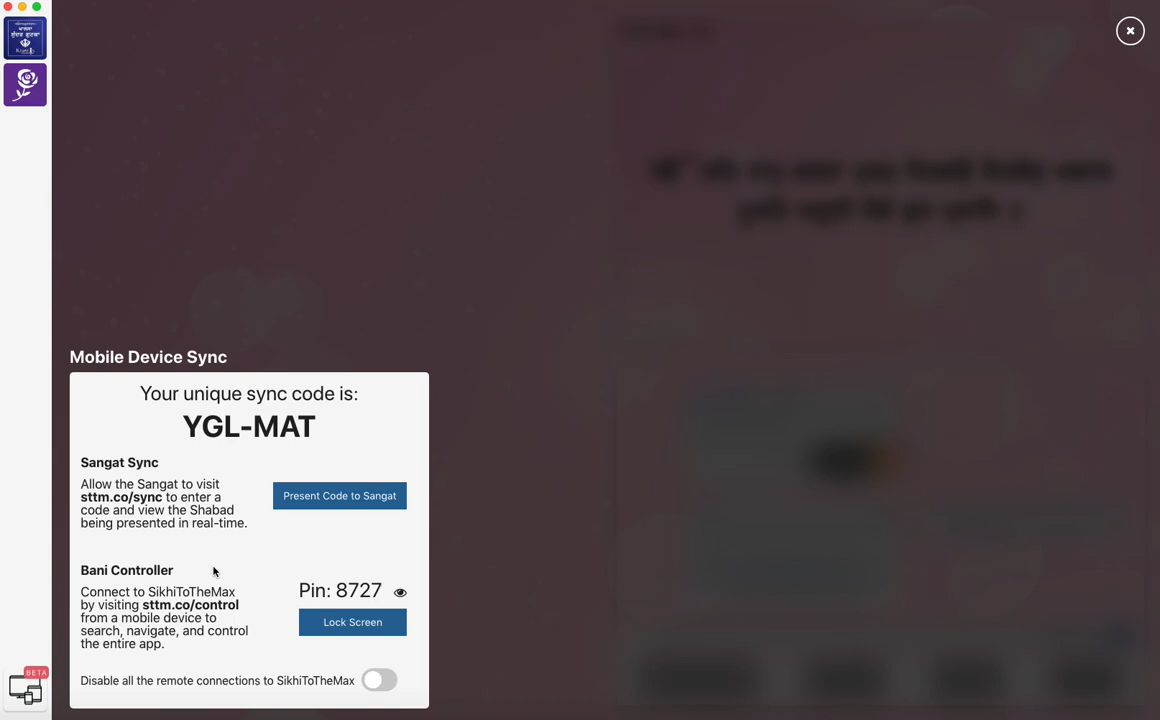 BETA
Mobile Device Sync
Your unique sync code is:
YGL-MAT
Sangat Sync
Allow the Sangat to visit
sttm.co/sync to enter a
code and view the Shabad
being presented in real-time.
Present Code to Sangat
Bani Controller
Connect to SikhiToTheMax
by visiting sttm.co/control
from a mobile device to
search, navigate, and control
the entire app.
Pin: 8727
Lock Screen
Disable all the remote connections to SikhiToTheMax